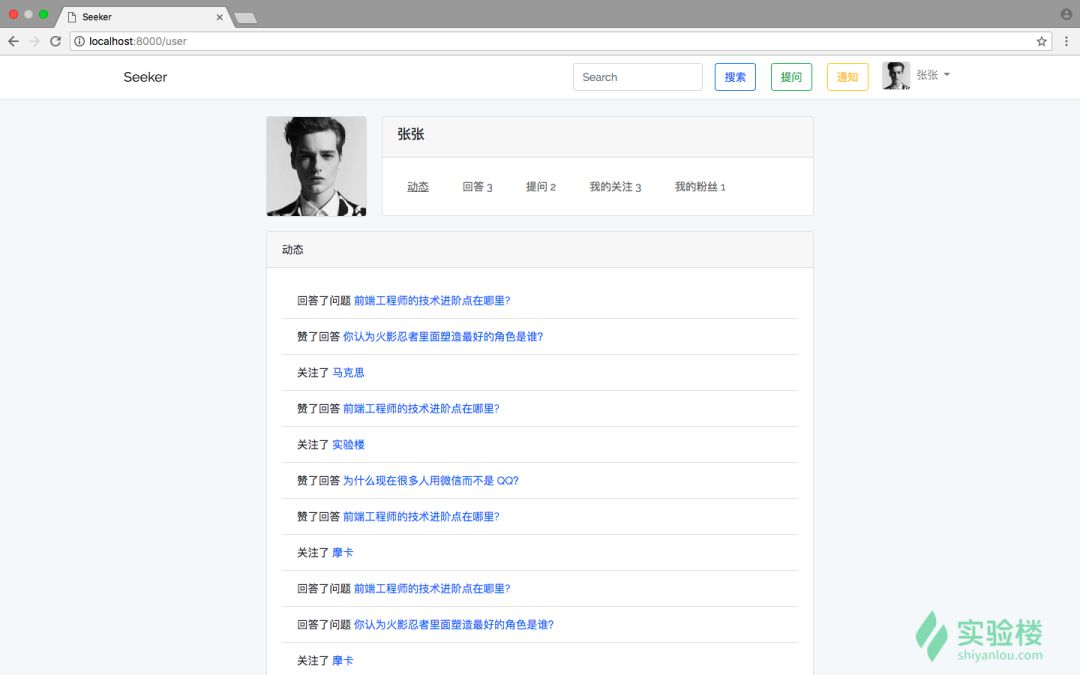 Seeker
localhost:8000/user
Seeker
Search 搜索 提问 通知 张张
张张
动态 回答 3 提问 2 我的关注 3 我的粉丝 1
动态
回答了问题 前端工程师的技术进阶点在哪里?
赞了回答 你认为火影忍者里面塑造最好的角色是谁?
关注了 马克思
赞了回答 前端工程师的技术进阶点在哪里?
关注了 实验楼
赞了回答 为什么现在很多人用微信而不是 QQ?
赞了回答 前端工程师的技术进阶点在哪里?
关注了 摩卡
回答了问题 前端工程师的技术进阶点在哪里?
回答了问题 你认为火影忍者里面塑造最好的角色是谁?
关注了 摩卡
实验楼
shiyanlou.com